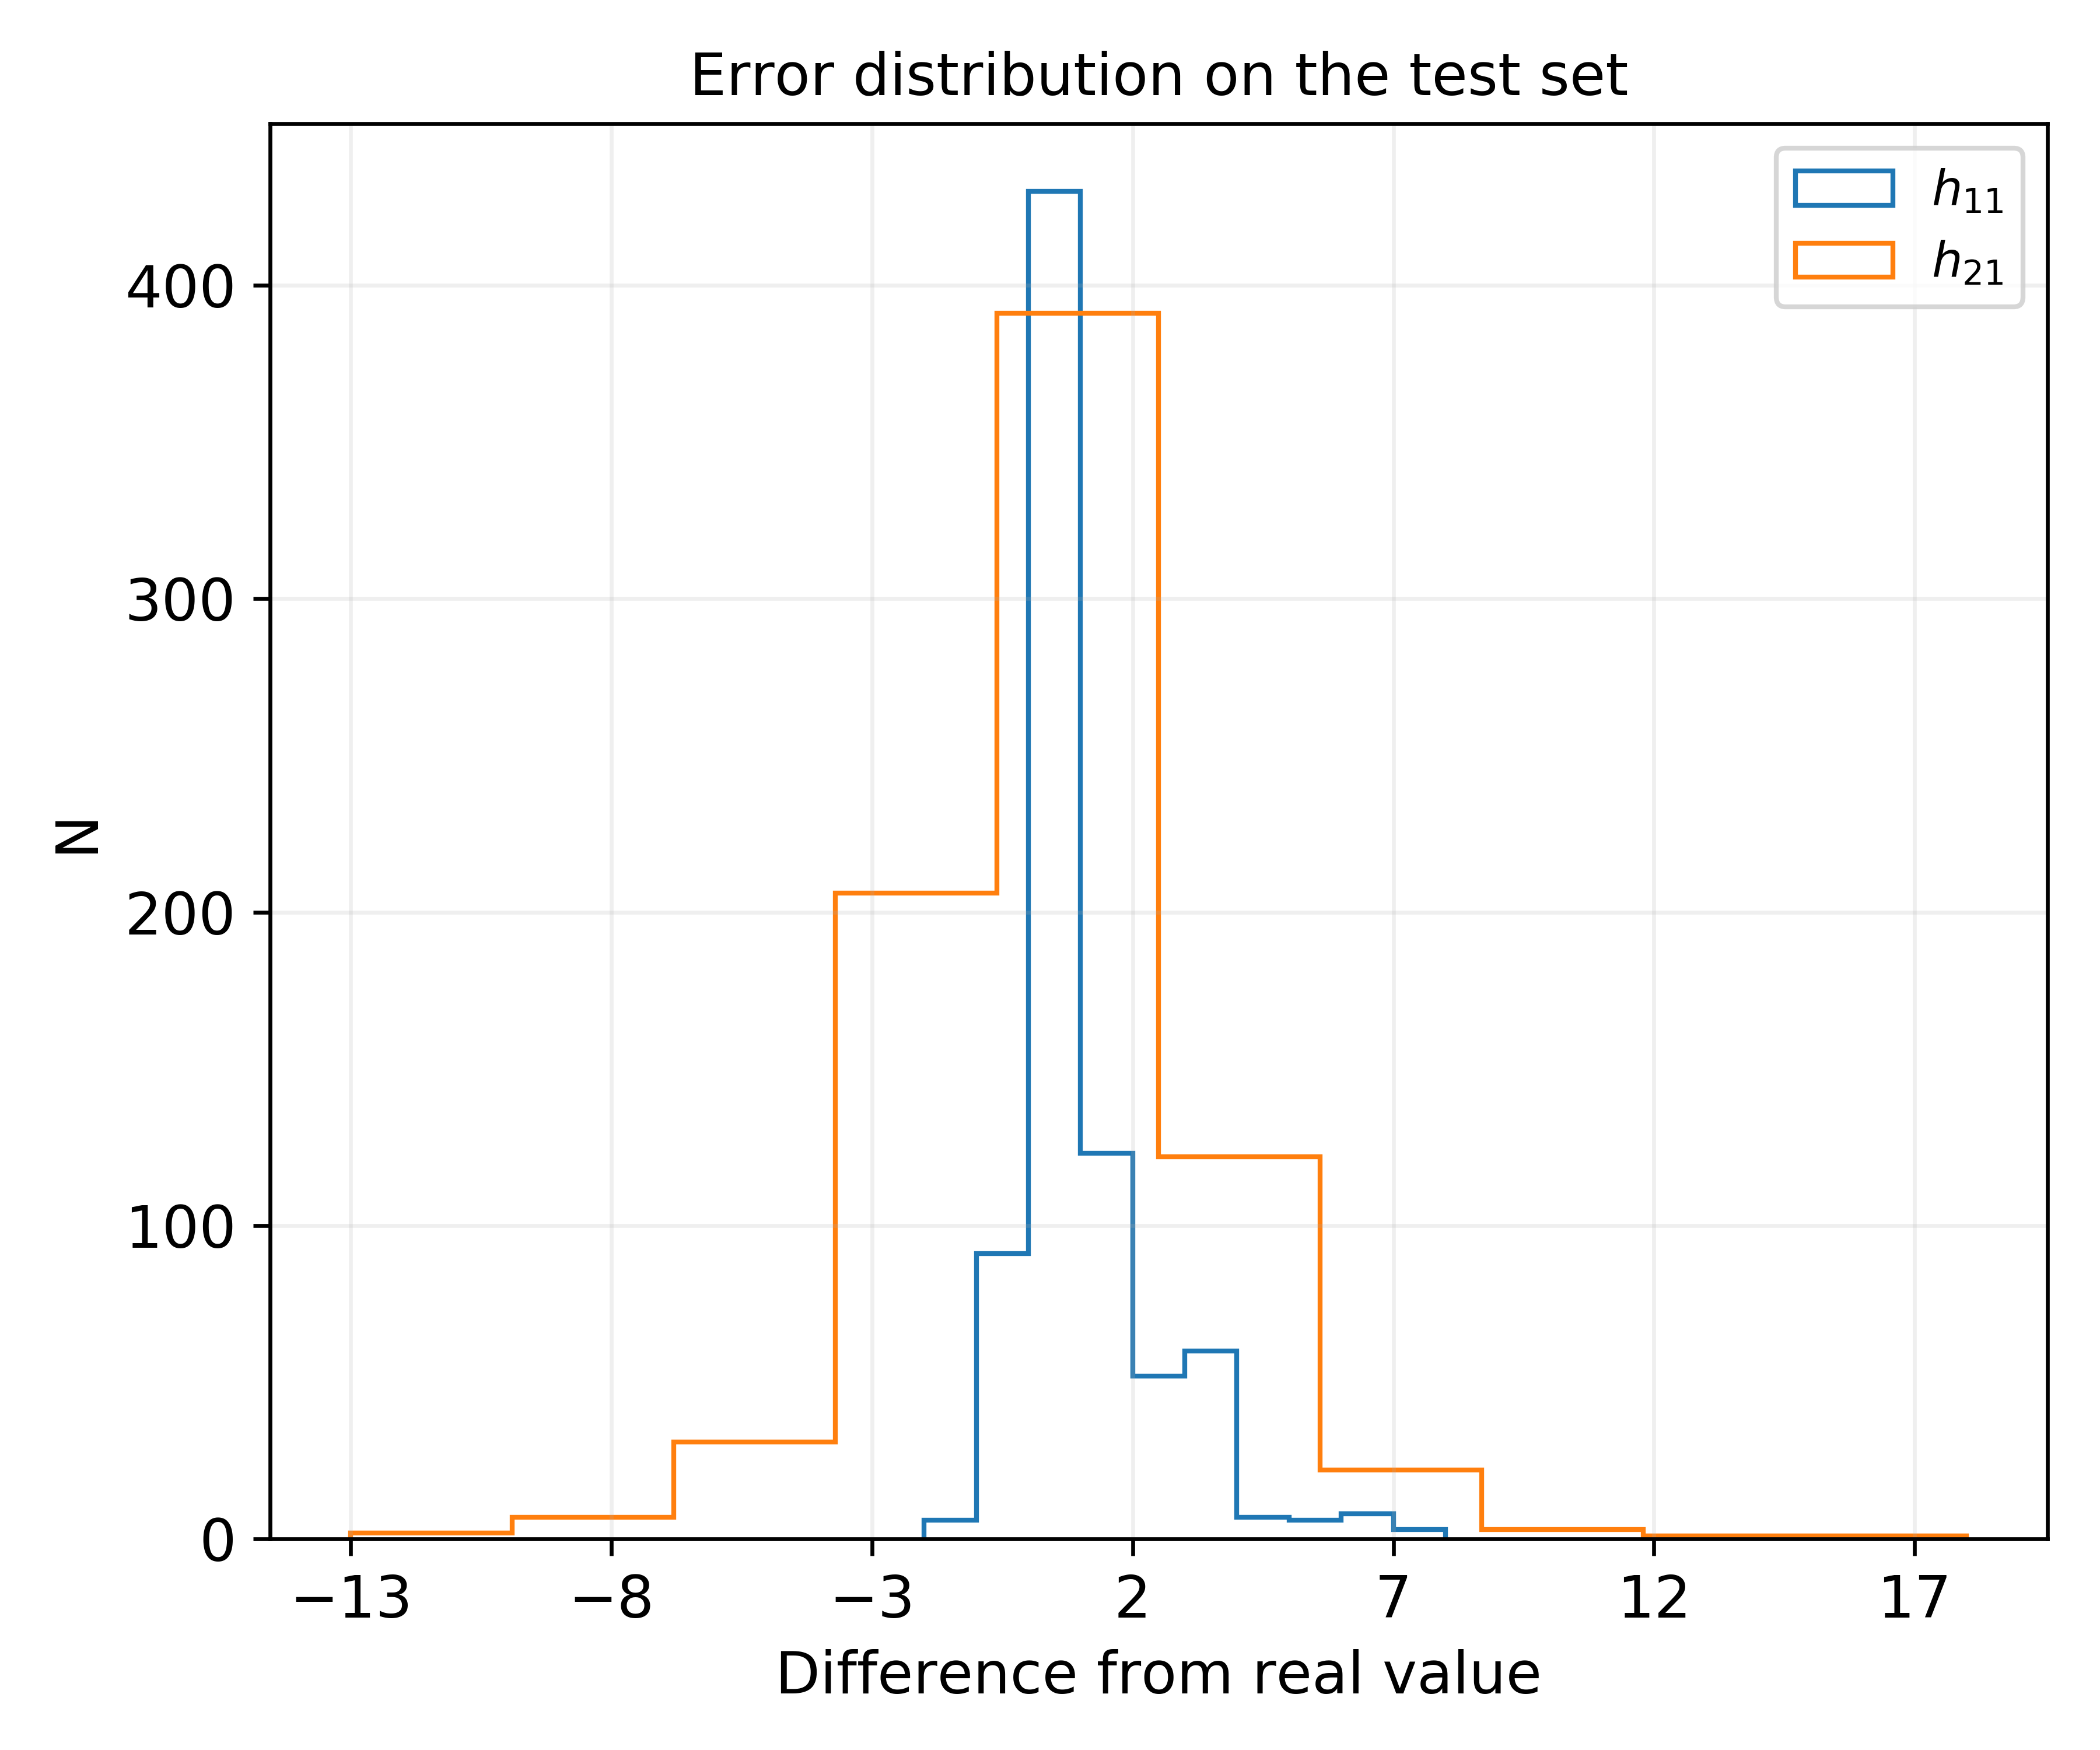 Error distribution on the test set
h₁₁
h₂₁
N
400
300
200
100
0
−13 −8 −3 2 7 12 17
Difference from real value